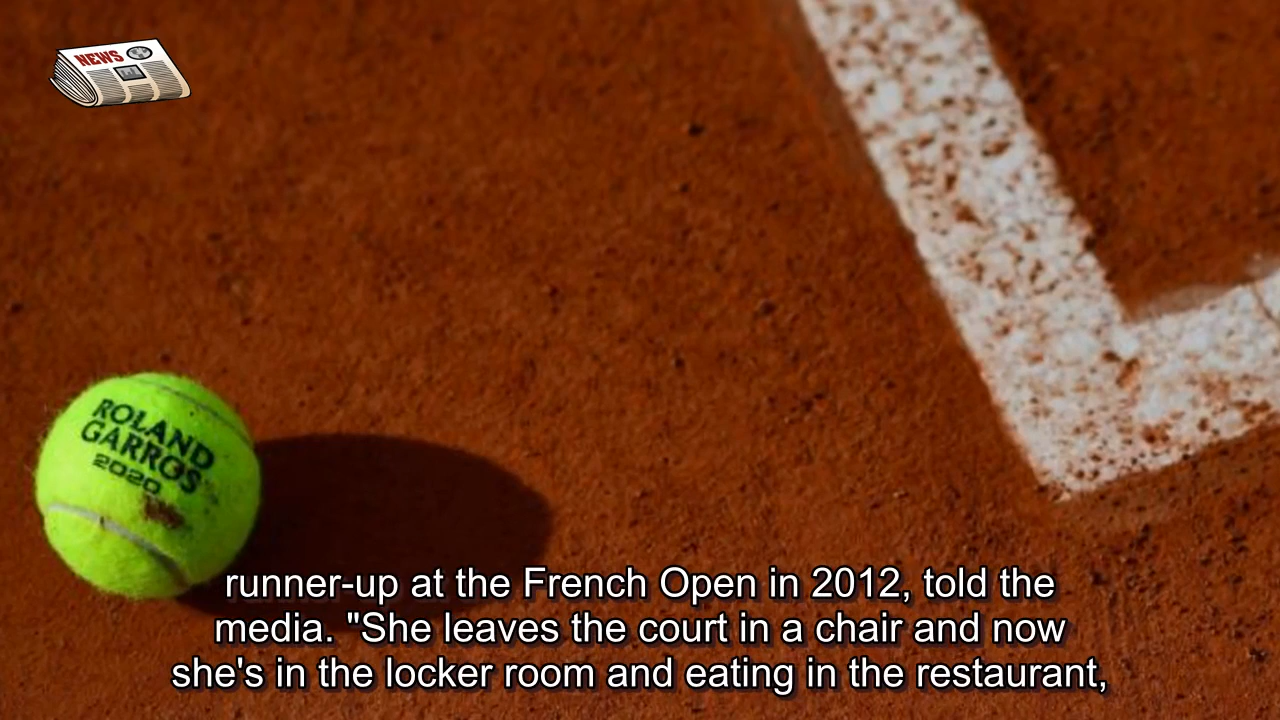 NEWS
ROLAND
GARROS
2020
runner-up at the French Open in 2012, told the
media. "She leaves the court in a chair and now
she's in the locker room and eating in the restaurant,